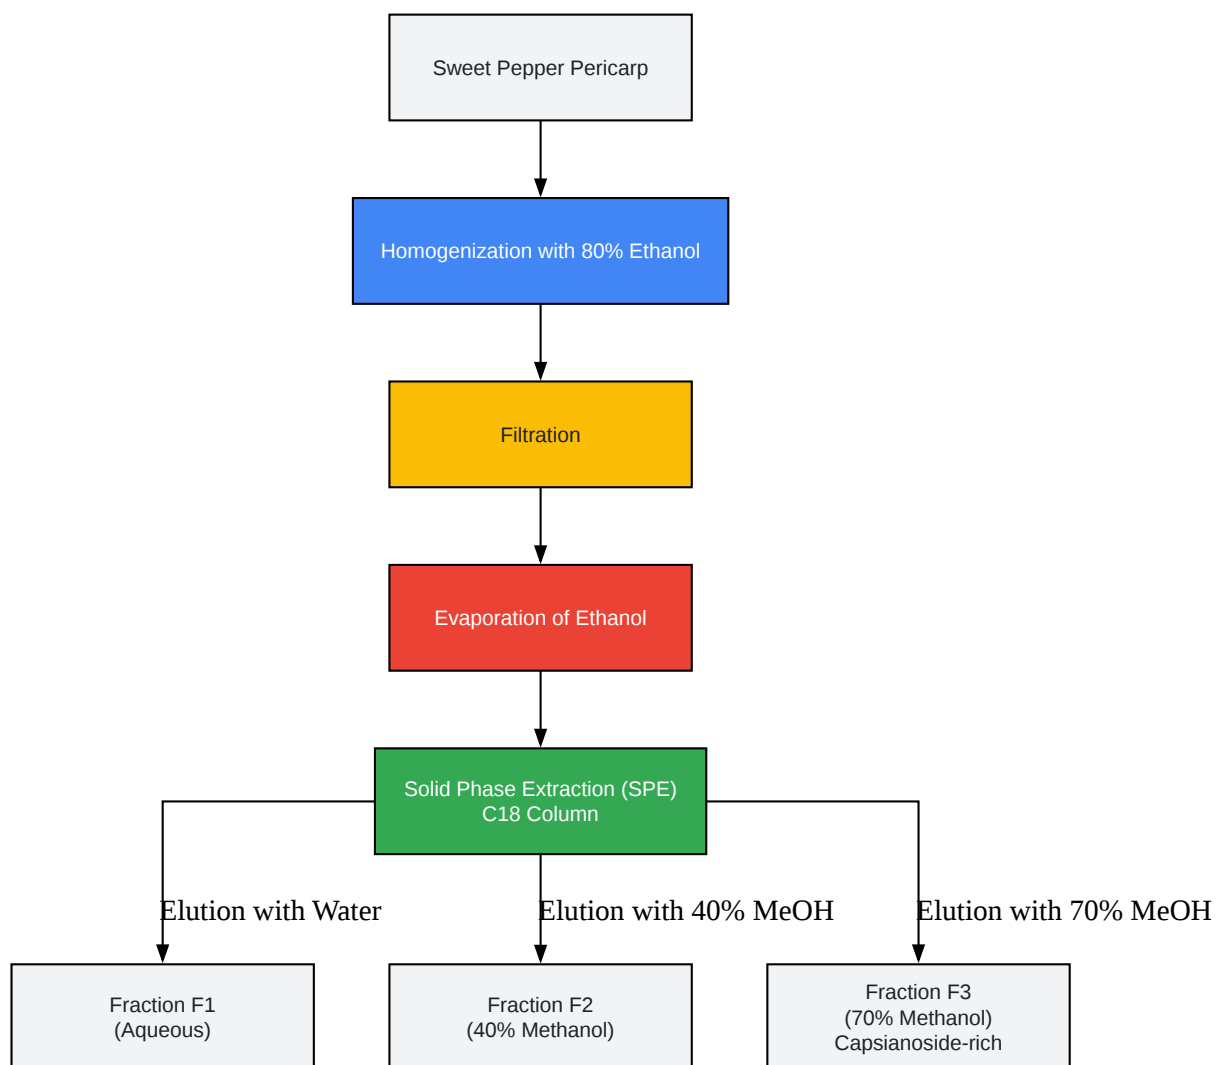 Sweet Pepper Pericarp
Homogenization with 80% Ethanol
Filtration
Evaporation of Ethanol
Solid Phase Extraction (SPE)
C18 Column
Elution with Water
Elution with 40% MeOH
Elution with 70% MeOH
Fraction F1
(Aqueous)
Fraction F2
(40% Methanol)
Fraction F3
(70% Methanol)
Capsianoside-rich